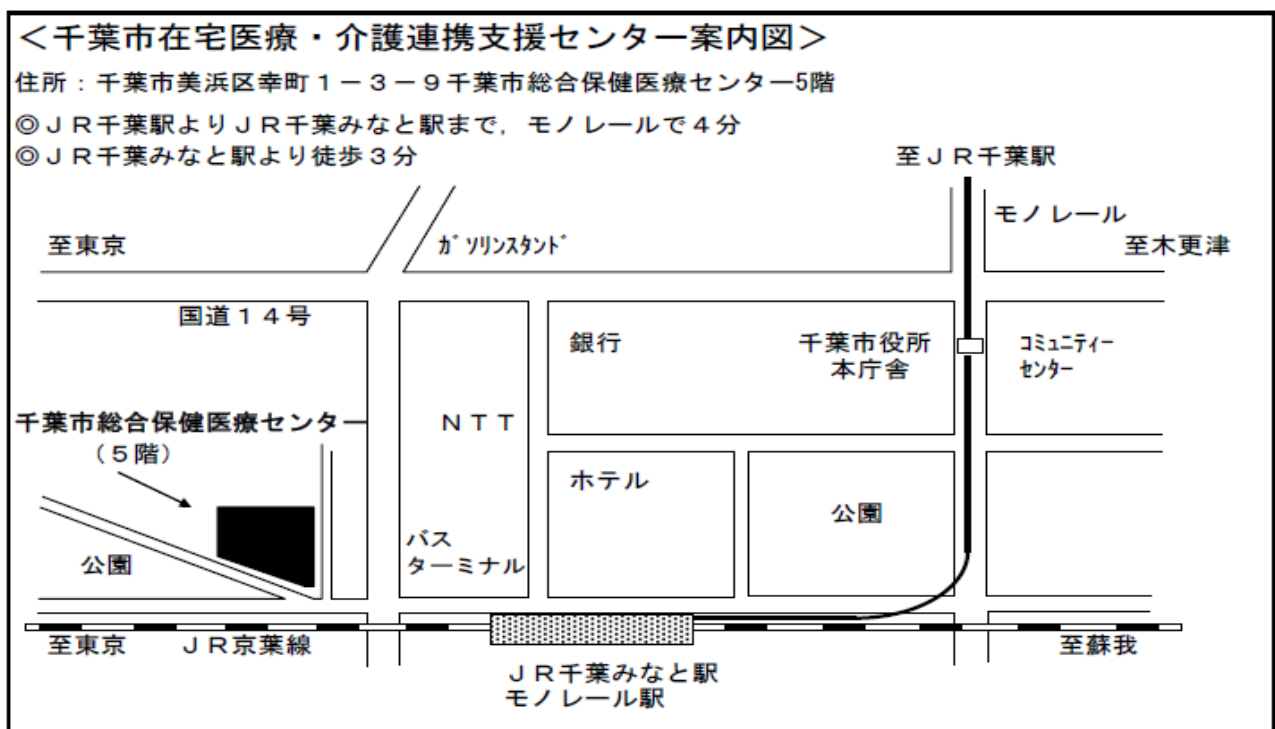 ＜千葉市在宅医療・介護連携支援センター案内図＞
住所：千葉市美浜区幸町１－３－９千葉市総合保健医療センター5階
◎ＪＲ千葉駅よりＪＲ千葉みなと駅まで，モノレールで４分
◎ＪＲ千葉みなと駅より徒歩３分
至ＪＲ千葉駅
モノレール
至東京
ｶﾞｿﾘﾝｽﾀﾝﾄﾞ
至木更津
国道１４号
銀行
千葉市役所
本庁舎
ｺﾐｭﾆﾃｨｰ
ｾﾝﾀｰ
千葉市総合保健医療センター
（５階）
ＮＴＴ
ホテル
公園
バス
ターミナル
公園
至東京
ＪＲ京葉線
至蘇我
ＪＲ千葉みなと駅
モノレール駅